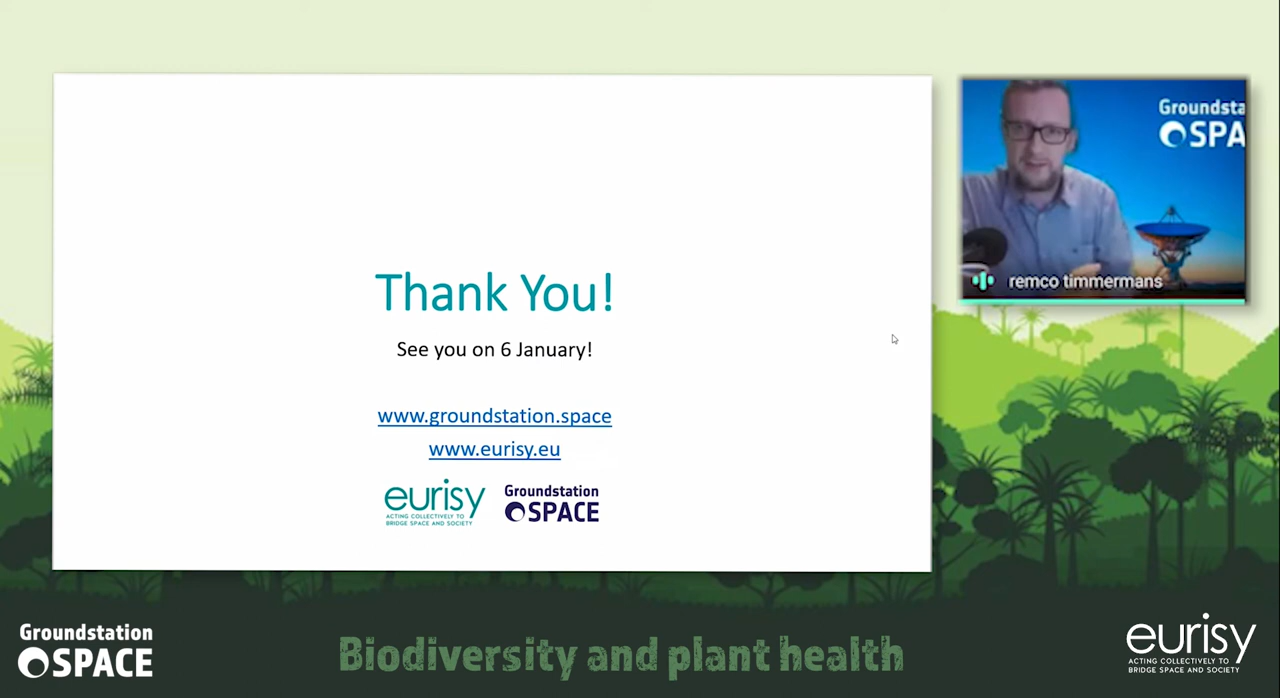 Thank You!
See you on 6 January!
www.groundstation.space
www.eurisy.eu
eurisy
ACTING COLLECTIVELY TO
BRIDGE SPACE AND SOCIETY
Groundstation
SPACE
Groundsta
SPA
remco timmermans
Groundstation
SPACE
Biodiversity and plant health
eurisy
ACTING COLLECTIVELY TO
BRIDGE SPACE AND SOCIETY